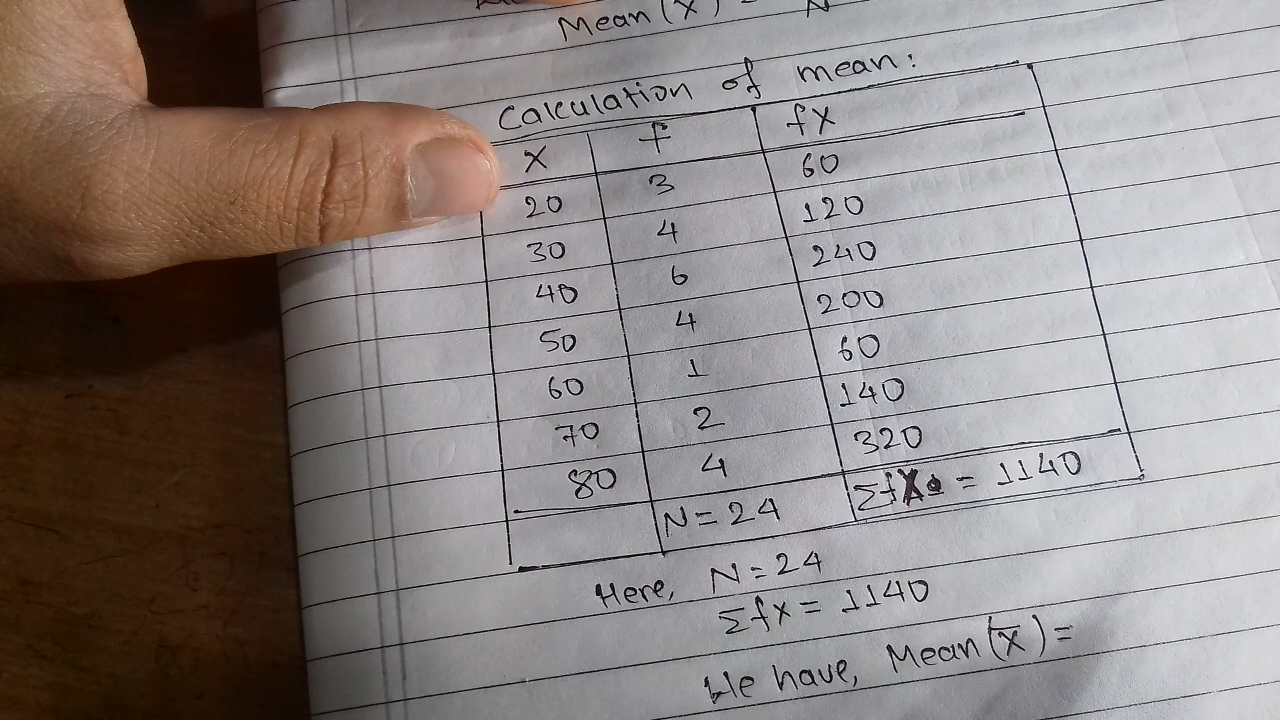 Mean (X) = N
Calculation of mean:
X f fX
20 3 60
30 4 120
40 6 240
50 4 200
60 1 60
70 2 140
80 4 320
N = 24 ΣfX = 1140
Here, N = 24
Σfx = 1140
We have, Mean (X̅) =